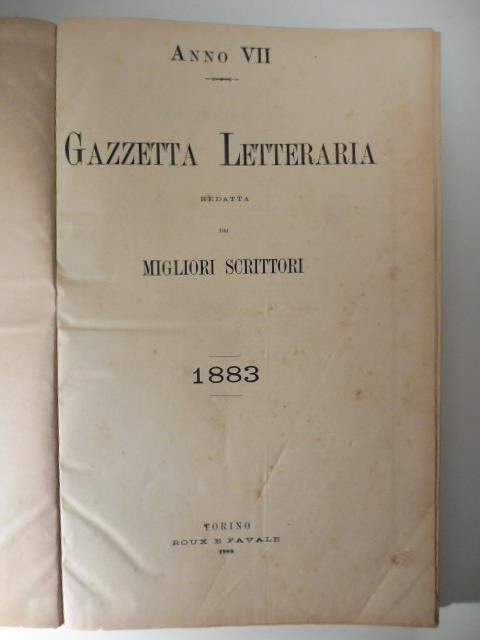 ANNO VII
GAZZETTA LETTERARIA
REDATTA
DAI
MIGLIORI SCRITTORI
1883
TORINO
ROUX E FAVALE